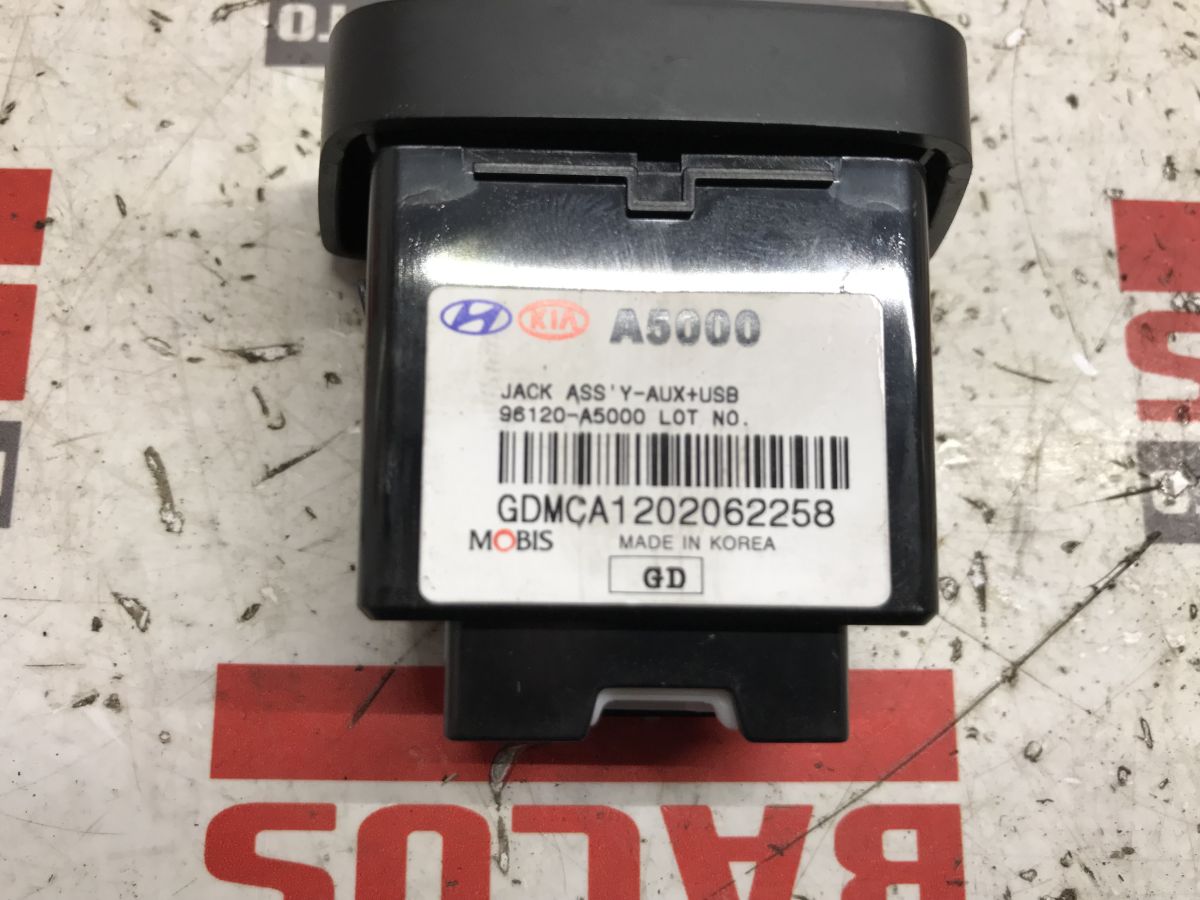 KIA A5000
JACK ASS'Y-AUX+USB
96120-A5000 LOT NO.
GDMCA1202062258
MOBIS MADE IN KOREA
GD